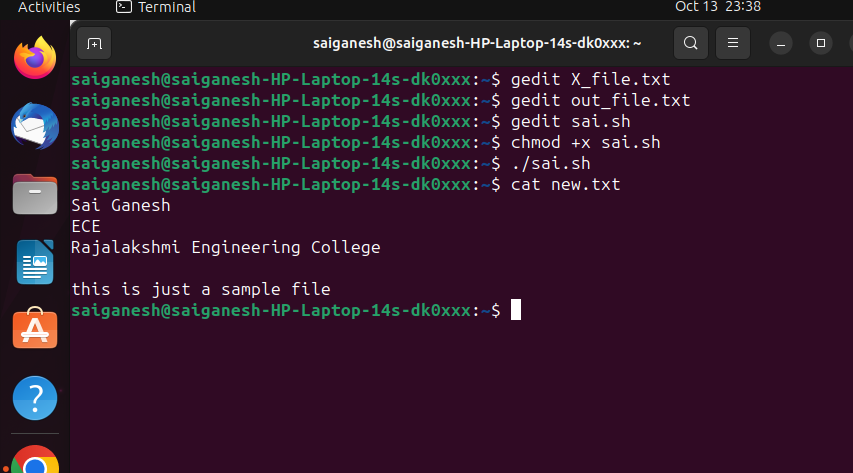 Activities Terminal Oct 13 23:38
saiganesh@saiganesh-HP-Laptop-14s-dk0xxx: ~
saiganesh@saiganesh-HP-Laptop-14s-dk0xxx:~$ gedit X_file.txt
saiganesh@saiganesh-HP-Laptop-14s-dk0xxx:~$ gedit out_file.txt
saiganesh@saiganesh-HP-Laptop-14s-dk0xxx:~$ gedit sai.sh
saiganesh@saiganesh-HP-Laptop-14s-dk0xxx:~$ chmod +x sai.sh
saiganesh@saiganesh-HP-Laptop-14s-dk0xxx:~$ ./sai.sh
saiganesh@saiganesh-HP-Laptop-14s-dk0xxx:~$ cat new.txt
Sai Ganesh
ECE
Rajalakshmi Engineering College
this is just a sample file
saiganesh@saiganesh-HP-Laptop-14s-dk0xxx:~$